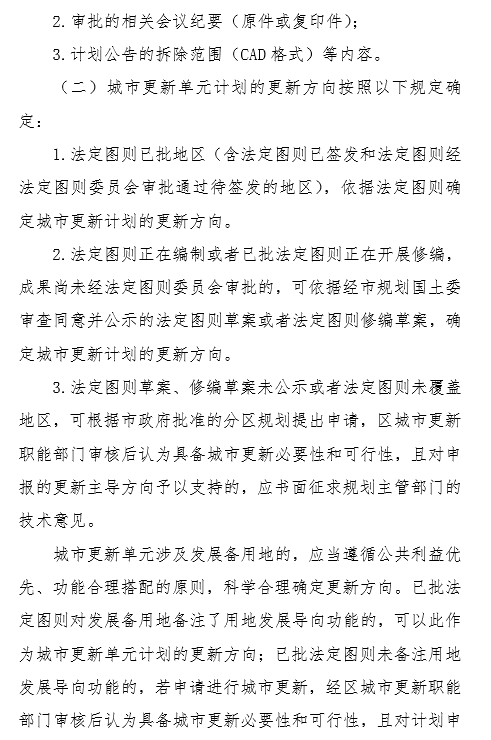 2.审批的相关会议纪要（原件或复印件）；
3.计划公告的拆除范围（CAD 格式）等内容。
（二）城市更新单元计划的更新方向按照以下规定确
定：
1.法定图则已批地区（含法定图则已签发和法定图则经
法定图则委员会审批通过待签发的地区），依据法定图则确
定城市更新计划的更新方向。
2.法定图则正在编制或者已批法定图则正在开展修编，
成果尚未经法定图则委员会审批的，可依据经市规划国土委
审查同意并公示的法定图则草案或者法定图则修编草案，确
定城市更新计划的更新方向。
3.法定图则草案、修编草案未公示或者法定图则未覆盖
地区，可根据市政府批准的分区规划提出申请，区城市更新
职能部门审核后认为具备城市更新必要性和可行性，且对申
报的更新主导方向予以支持的，应书面征求规划主管部门的
技术意见。
城市更新单元涉及发展备用地的，应当遵循公共利益优
先、功能合理搭配的原则，科学合理确定更新方向。已批法
定图则对发展备用地备注了用地发展导向功能的，可以此作
为城市更新单元计划的更新方向；已批法定图则未备注用地
发展导向功能的，若申请进行城市更新，经区城市更新职能
部门审核后认为具备城市更新必要性和可行性，且对计划申